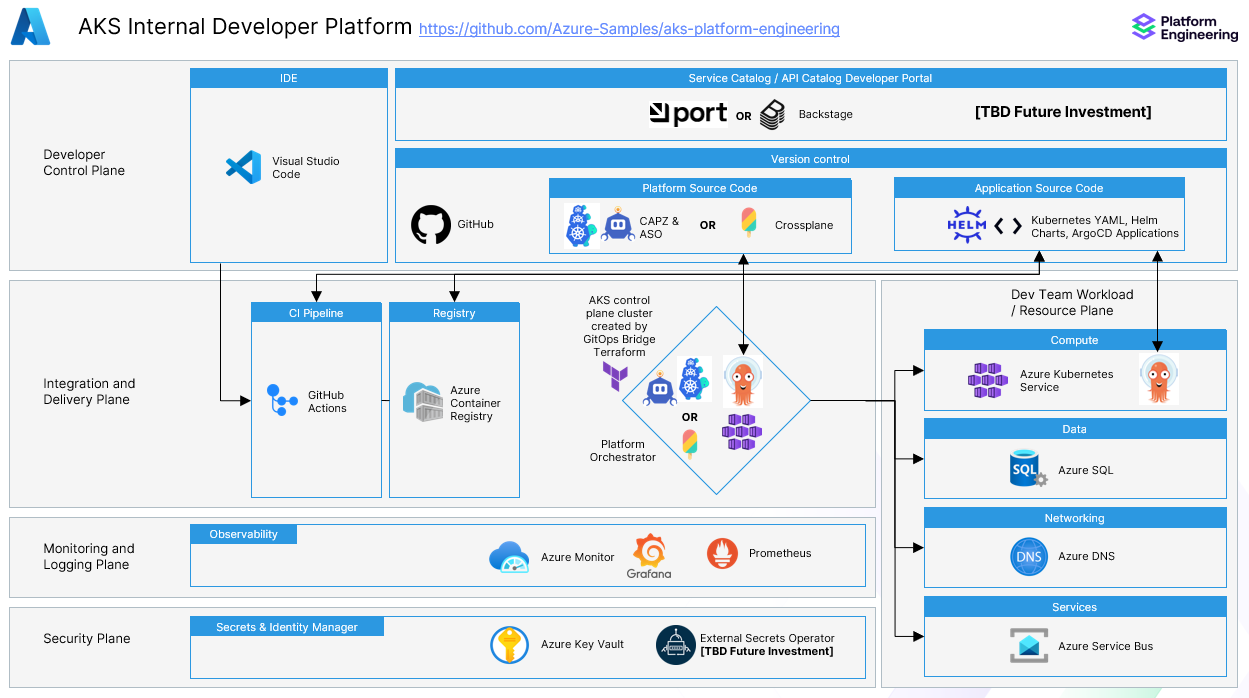 AKS Internal Developer Platform https://github.com/Azure-Samples/aks-platform-engineering
Platform
Engineering
Developer
Control Plane
IDE
Visual Studio
Code
Service Catalog / API Catalog Developer Portal
port OR Backstage [TBD Future Investment]
Version control
GitHub
Platform Source Code
CAPZ &
ASO
OR
Crossplane
Application Source Code
HELM
Kubernetes YAML, Helm
Charts, ArgoCD Applications
Integration and
Delivery Plane
CI Pipeline
GitHub
Actions
Registry
Azure
Container
Registry
AKS control
plane cluster
created by
GitOps Bridge
Terraform
OR
Platform
Orchestrator
Dev Team Workload
/ Resource Plane
Compute
Azure Kubernetes
Service
Data
SQL
Azure SQL
Networking
DNS
Azure DNS
Services
Azure Service Bus
Monitoring and
Logging Plane
Observability
Azure Monitor
Grafana
Prometheus
Security Plane
Secrets & Identity Manager
Azure Key Vault
External Secrets Operator
[TBD Future Investment]